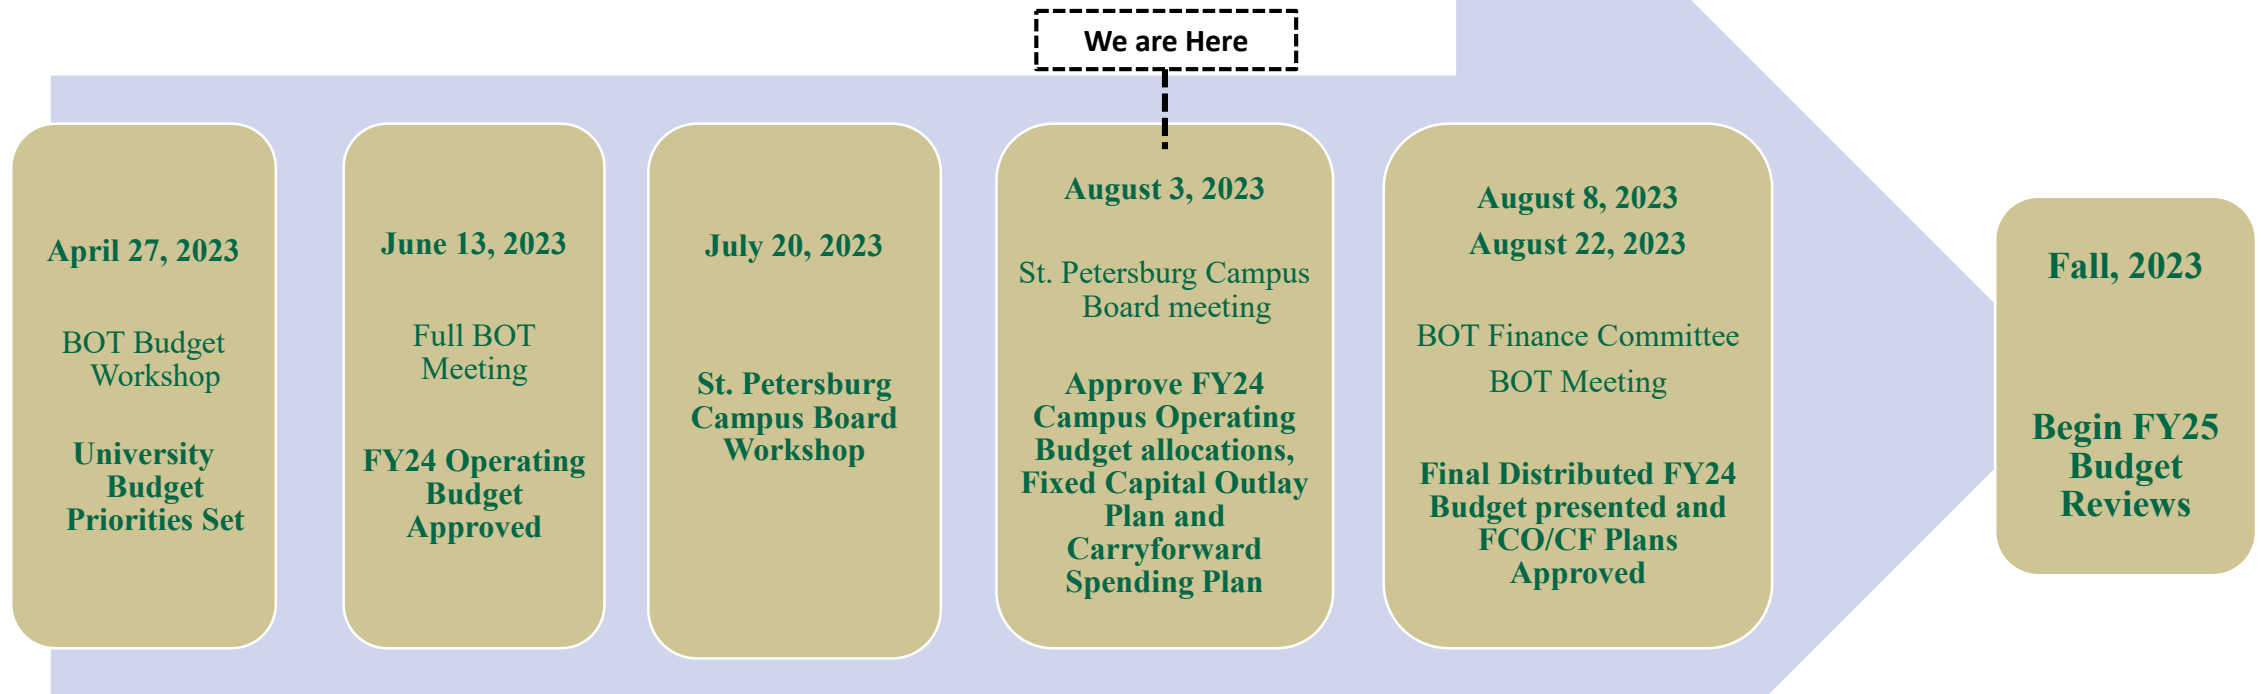 We are Here
April 27, 2023
BOT Budget
Workshop
University
Budget
Priorities Set
June 13, 2023
Full BOT
Meeting
FY24 Operating
Budget
Approved
July 20, 2023
St. Petersburg
Campus Board
Workshop
August 3, 2023
St. Petersburg Campus
Board meeting
Approve FY24
Campus Operating
Budget allocations,
Fixed Capital Outlay
Plan and
Carryforward
Spending Plan
August 8, 2023
August 22, 2023
BOT Finance Committee
BOT Meeting
Final Distributed FY24
Budget presented and
FCO/CF Plans
Approved
Fall, 2023
Begin FY25
Budget
Reviews